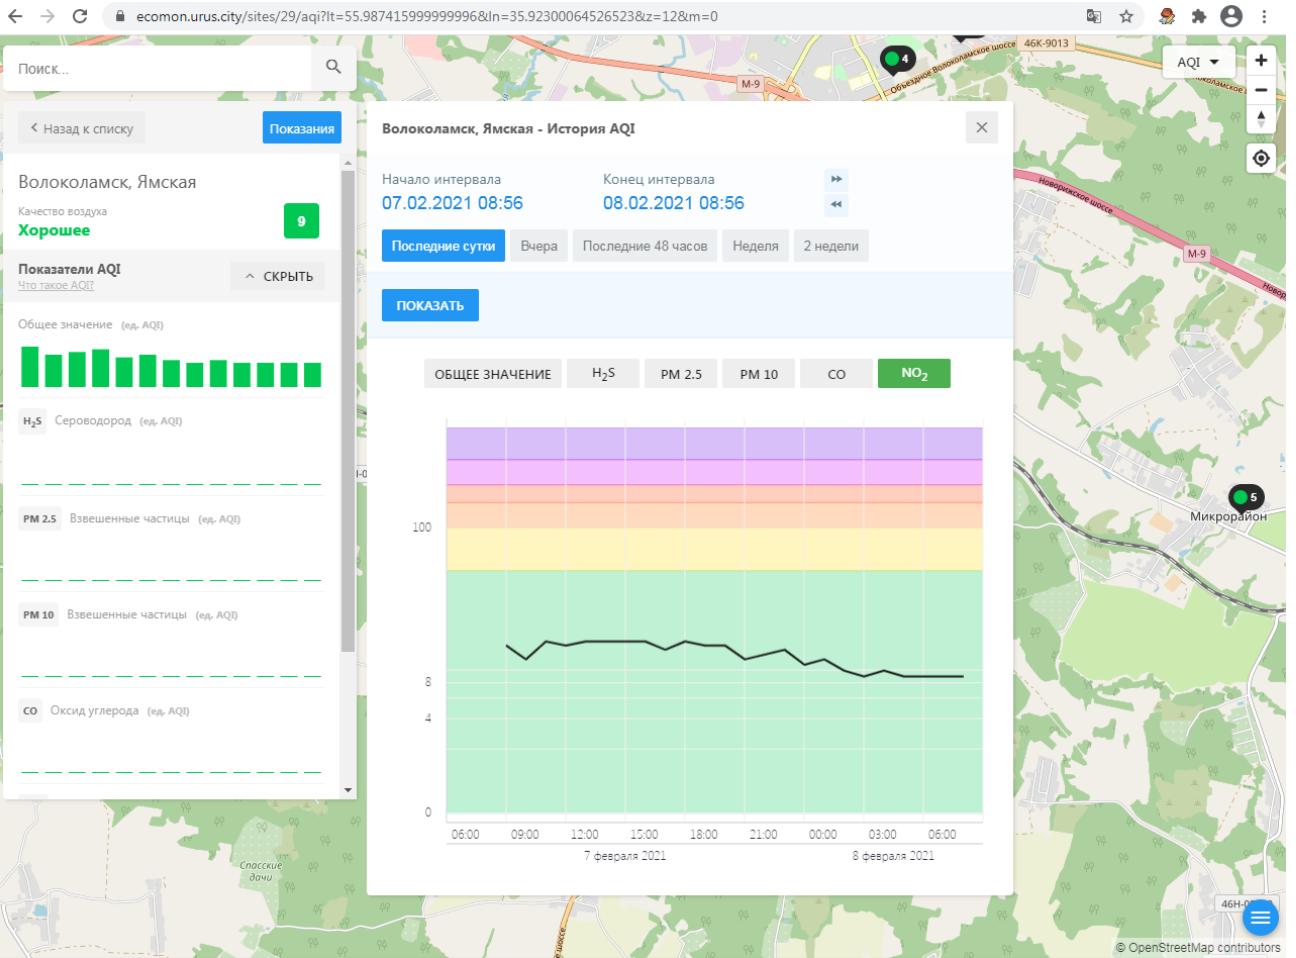 ecomon.urus.city/sites/29/aqi?lt=55.987415999999996&ln=35.92300064526523&z=12&m=0
Поиск...
46К-9013
4
Объездное Волоколамское шоссе
М-9
AQI
Назад к списку
Показания
Волоколамск, Ямская - История AQI
Волоколамск, Ямская
Качество воздуха
Хорошее
9
Начало интервала
Конец интервала
07.02.2021 08:56
08.02.2021 08:56
Последние сутки
Вчера
Последние 48 часов
Неделя
2 недели
Новорижское шоссе
М-9
Показатели AQI
Что такое AQI?
СКРЫТЬ
ПОКАЗАТЬ
Общее значение (ед. AQI)
ОБЩЕЕ ЗНАЧЕНИЕ
H2S
PM 2.5
PM 10
CO
NO2
H2S Сероводород (ед. AQI)
PM 2.5 Взвешенные частицы (ед. AQI)
PM 10 Взвешенные частицы (ед. AQI)
CO Оксид углерода (ед. AQI)
100
8
4
0
06:00
09:00
12:00
15:00
18:00
21:00
00:00
03:00
06:00
7 февраля 2021
8 февраля 2021
5
Микрорайон
Спасские
дачи
шоссе
46Н-0
© OpenStreetMap contributors